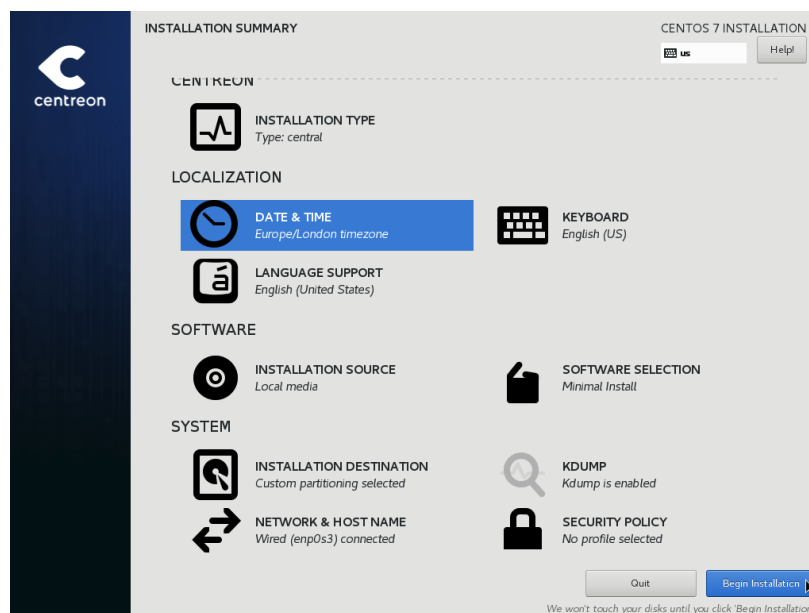 centreon
INSTALLATION SUMMARY
CENTOS 7 INSTALLATION
us
Help!
CENTREON
INSTALLATION TYPE
Type: central
LOCALIZATION
DATE & TIME
Europe/London timezone
KEYBOARD
English (US)
á
LANGUAGE SUPPORT
English (United States)
SOFTWARE
INSTALLATION SOURCE
Local media
SOFTWARE SELECTION
Minimal Install
SYSTEM
INSTALLATION DESTINATION
Custom partitioning selected
KDUMP
Kdump is enabled
NETWORK & HOST NAME
Wired (enp0s3) connected
SECURITY POLICY
No profile selected
Quit
Begin Installation
We won't touch your disks until you click 'Begin Installation